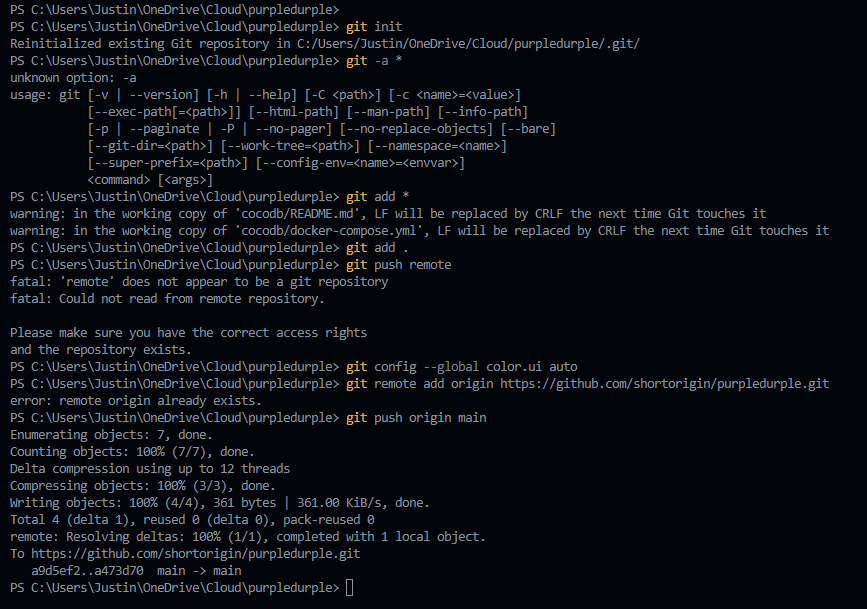 PS C:\Users\Justin\OneDrive\Cloud\purpledurple>
PS C:\Users\Justin\OneDrive\Cloud\purpledurple> git init
Reinitialized existing Git repository in C:/Users/Justin/OneDrive/Cloud/purpledurple/.git/
PS C:\Users\Justin\OneDrive\Cloud\purpledurple> git -a *
unknown option: -a
usage: git [-v | --version] [-h | --help] [-C <path>] [-c <name>=<value>]
           [--exec-path[=<path>]] [--html-path] [--man-path] [--info-path]
           [-p | --paginate | -P | --no-pager] [--no-replace-objects] [--bare]
           [--git-dir=<path>] [--work-tree=<path>] [--namespace=<name>]
           [--super-prefix=<path>] [--config-env=<name>=<envvar>]
           <command> [<args>]
PS C:\Users\Justin\OneDrive\Cloud\purpledurple> git add *
warning: in the working copy of 'cocodb/README.md', LF will be replaced by CRLF the next time Git touches it
warning: in the working copy of 'cocodb/docker-compose.yml', LF will be replaced by CRLF the next time Git touches it
PS C:\Users\Justin\OneDrive\Cloud\purpledurple> git add .
PS C:\Users\Justin\OneDrive\Cloud\purpledurple> git push remote
fatal: 'remote' does not appear to be a git repository
fatal: Could not read from remote repository.

Please make sure you have the correct access rights
and the repository exists.
PS C:\Users\Justin\OneDrive\Cloud\purpledurple> git config --global color.ui auto
PS C:\Users\Justin\OneDrive\Cloud\purpledurple> git remote add origin https://github.com/shortorigin/purpledurple.git
error: remote origin already exists.
PS C:\Users\Justin\OneDrive\Cloud\purpledurple> git push origin main
Enumerating objects: 7, done.
Counting objects: 100% (7/7), done.
Delta compression using up to 12 threads
Compressing objects: 100% (3/3), done.
Writing objects: 100% (4/4), 361 bytes | 361.00 KiB/s, done.
Total 4 (delta 1), reused 0 (delta 0), pack-reused 0
remote: Resolving deltas: 100% (1/1), completed with 1 local object.
To https://github.com/shortorigin/purpledurple.git
   a9d5ef2..a473d70  main -> main
PS C:\Users\Justin\OneDrive\Cloud\purpledurple>